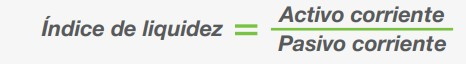 Índice de liquidez = Activo corriente
Pasivo corriente